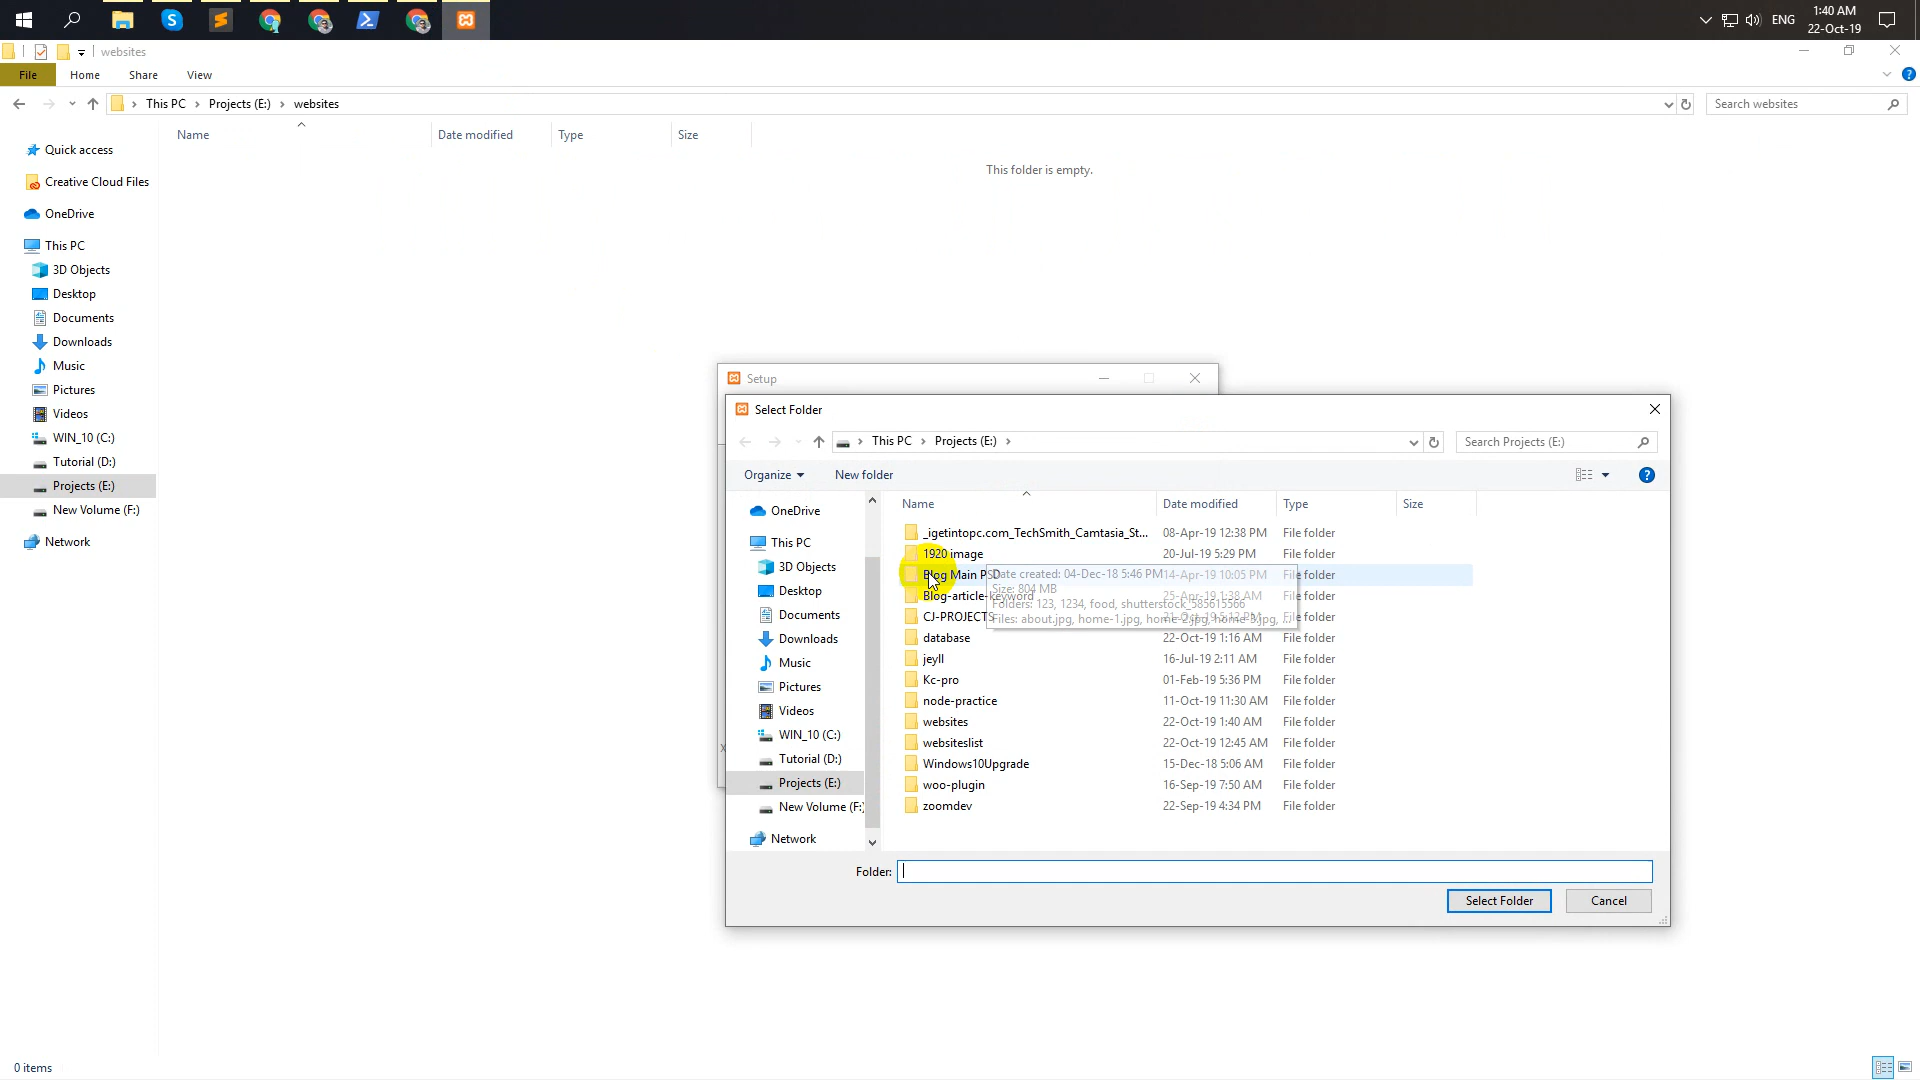 1:40 AM
ENG
22-Oct-19
websites
File Home Share View
This PC Projects (E:) websites
Search websites
Name Date modified Type Size
This folder is empty.
Quick access
Creative Cloud Files
OneDrive
This PC
3D Objects
Desktop
Documents
Downloads
Music
Pictures
Videos
WIN_10 (C:)
Tutorial (D:)
Projects (E:)
New Volume (F:)
Network
Setup
Select Folder
This PC Projects (E:)
Search Projects (E:)
Organize New folder
OneDrive
This PC
3D Objects
Desktop
Documents
Downloads
Music
Pictures
Videos
WIN_10 (C:)
Tutorial (D:)
Projects (E:)
New Volume (F:
Network
Name Date modified Type Size
_igetintopc.com_TechSmith_Camtasia_St... 08-Apr-19 12:38 PM File folder
1920 image 20-Jul-19 5:29 PM File folder
Blog Main PSD 14-Apr-19 10:05 PM File folder
Blog-article-keyword 25-Apr-19 1:38 AM File folder
CJ-PROJECTS 21-Oct-19 5:12 PM File folder
database 22-Oct-19 1:16 AM File folder
jeyll 16-Jul-19 2:11 AM File folder
Kc-pro 01-Feb-19 5:36 PM File folder
node-practice 11-Oct-19 11:30 AM File folder
websites 22-Oct-19 1:40 AM File folder
websiteslist 22-Oct-19 12:45 AM File folder
Windows10Upgrade 15-Dec-18 5:06 AM File folder
woo-plugin 16-Sep-19 7:50 AM File folder
zoomdev 22-Sep-19 4:34 PM File folder
Date created: 04-Dec-18 5:46 PM
Size: 804 MB
Folders: 123, 1234, food, shutterstock_585615566
Files: about.jpg, home-1.jpg, home-2.jpg, home-3.jpg, ...
Folder:
Select Folder Cancel
0 items